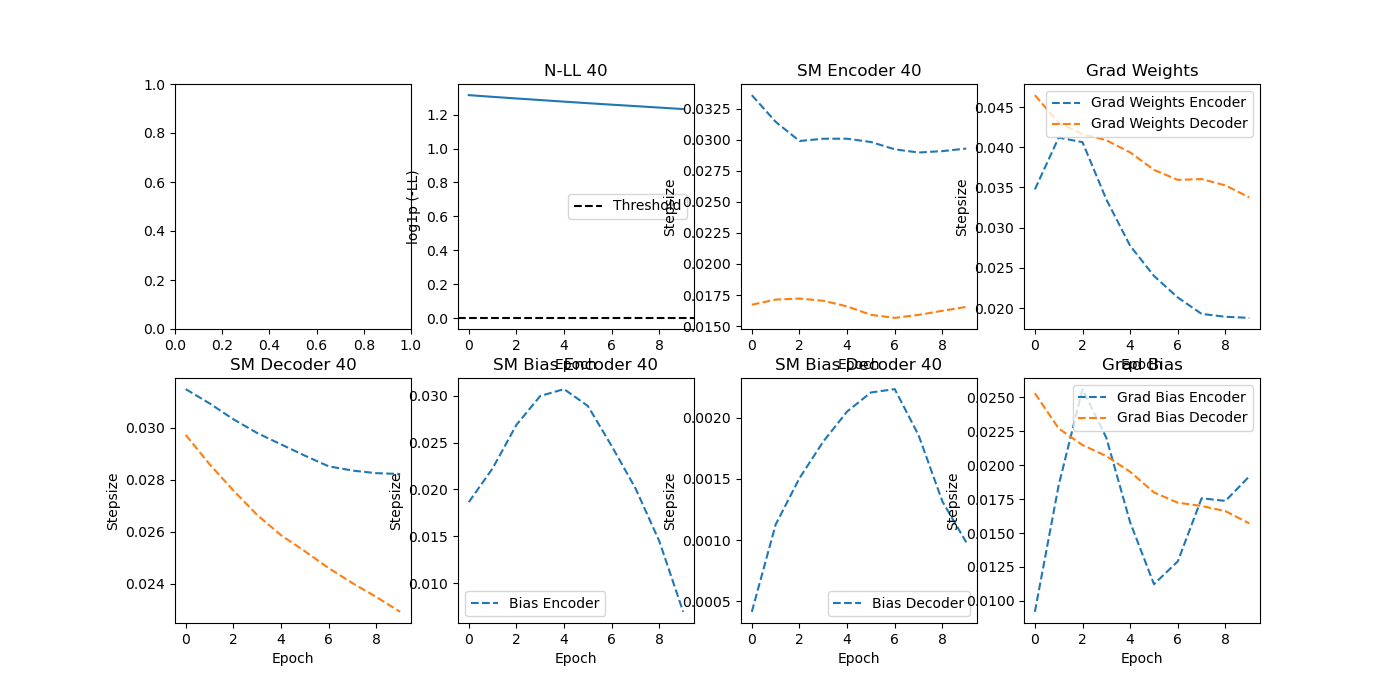 N-LL 40
SM Encoder 40
Grad Weights
1.0
0.8
0.6
0.4
0.2
0.0
0.0 0.2 0.4 0.6 0.8 1.0
log1p (-LL)
1.2
1.0
0.8
0.6
0.4
0.2
0.0
Threshold
0 2 4 6 8
Epoch
Stepsize
0.0325
0.0300
0.0275
0.0250
0.0225
0.0200
0.0175
0.0150
0 2 4 6 8
Epoch
Stepsize
0.045
0.040
0.035
0.030
0.025
0.020
Grad Weights Encoder
Grad Weights Decoder
0 2 4 6 8
Epoch
SM Decoder 40
SM Bias Encoder 40
SM Bias Decoder 40
Grad Bias
Stepsize
0.030
0.028
0.026
0.024
0 2 4 6 8
Epoch
Stepsize
0.030
0.025
0.020
0.015
0.010
Bias Encoder
0 2 4 6 8
Epoch
Stepsize
0.0020
0.0015
0.0010
0.0005
Bias Decoder
0 2 4 6 8
Epoch
Stepsize
0.0250
0.0225
0.0200
0.0175
0.0150
0.0125
0.0100
Grad Bias Encoder
Grad Bias Decoder
0 2 4 6 8
Epoch